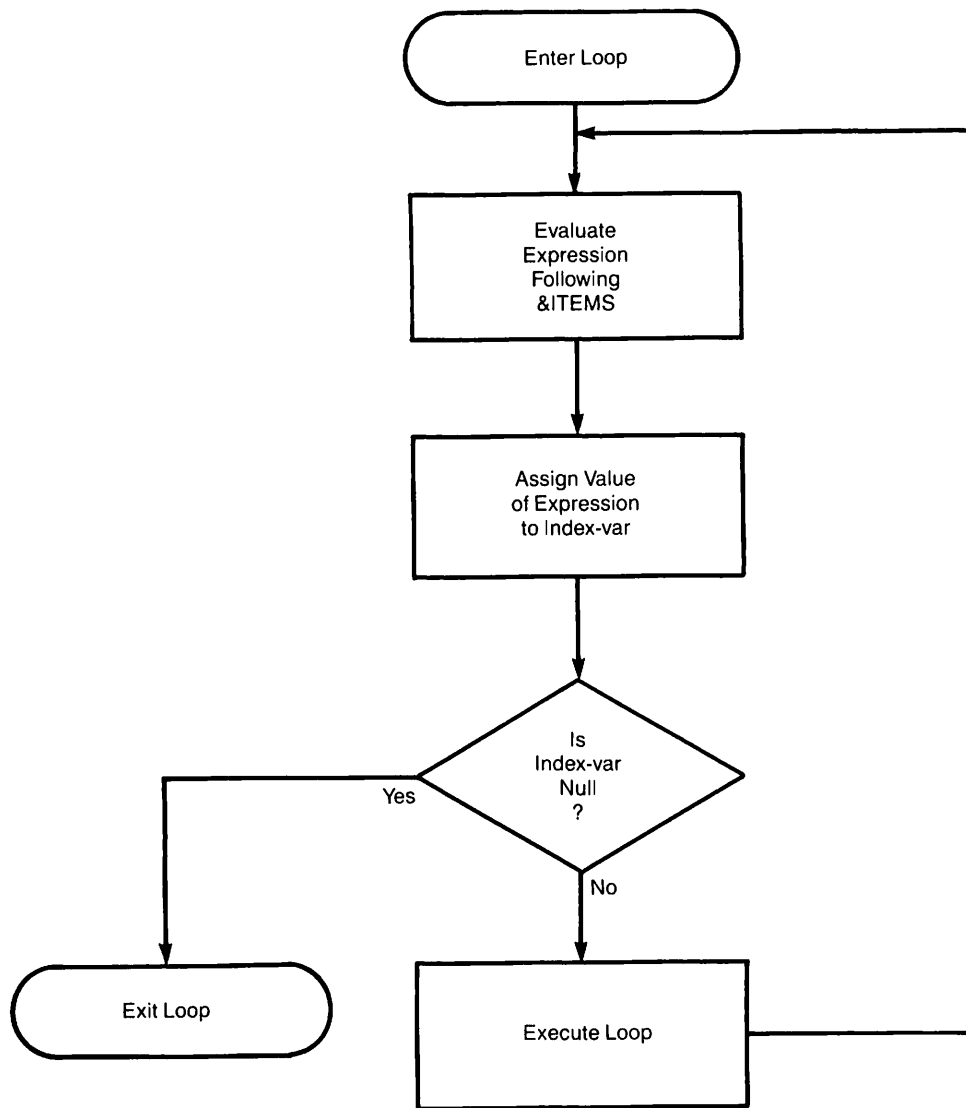 Enter Loop
Evaluate
Expression
Following
&ITEMS
Assign Value
of Expression
to Index-var
Is
Index-var
Null
?
Yes
No
Exit Loop
Execute Loop